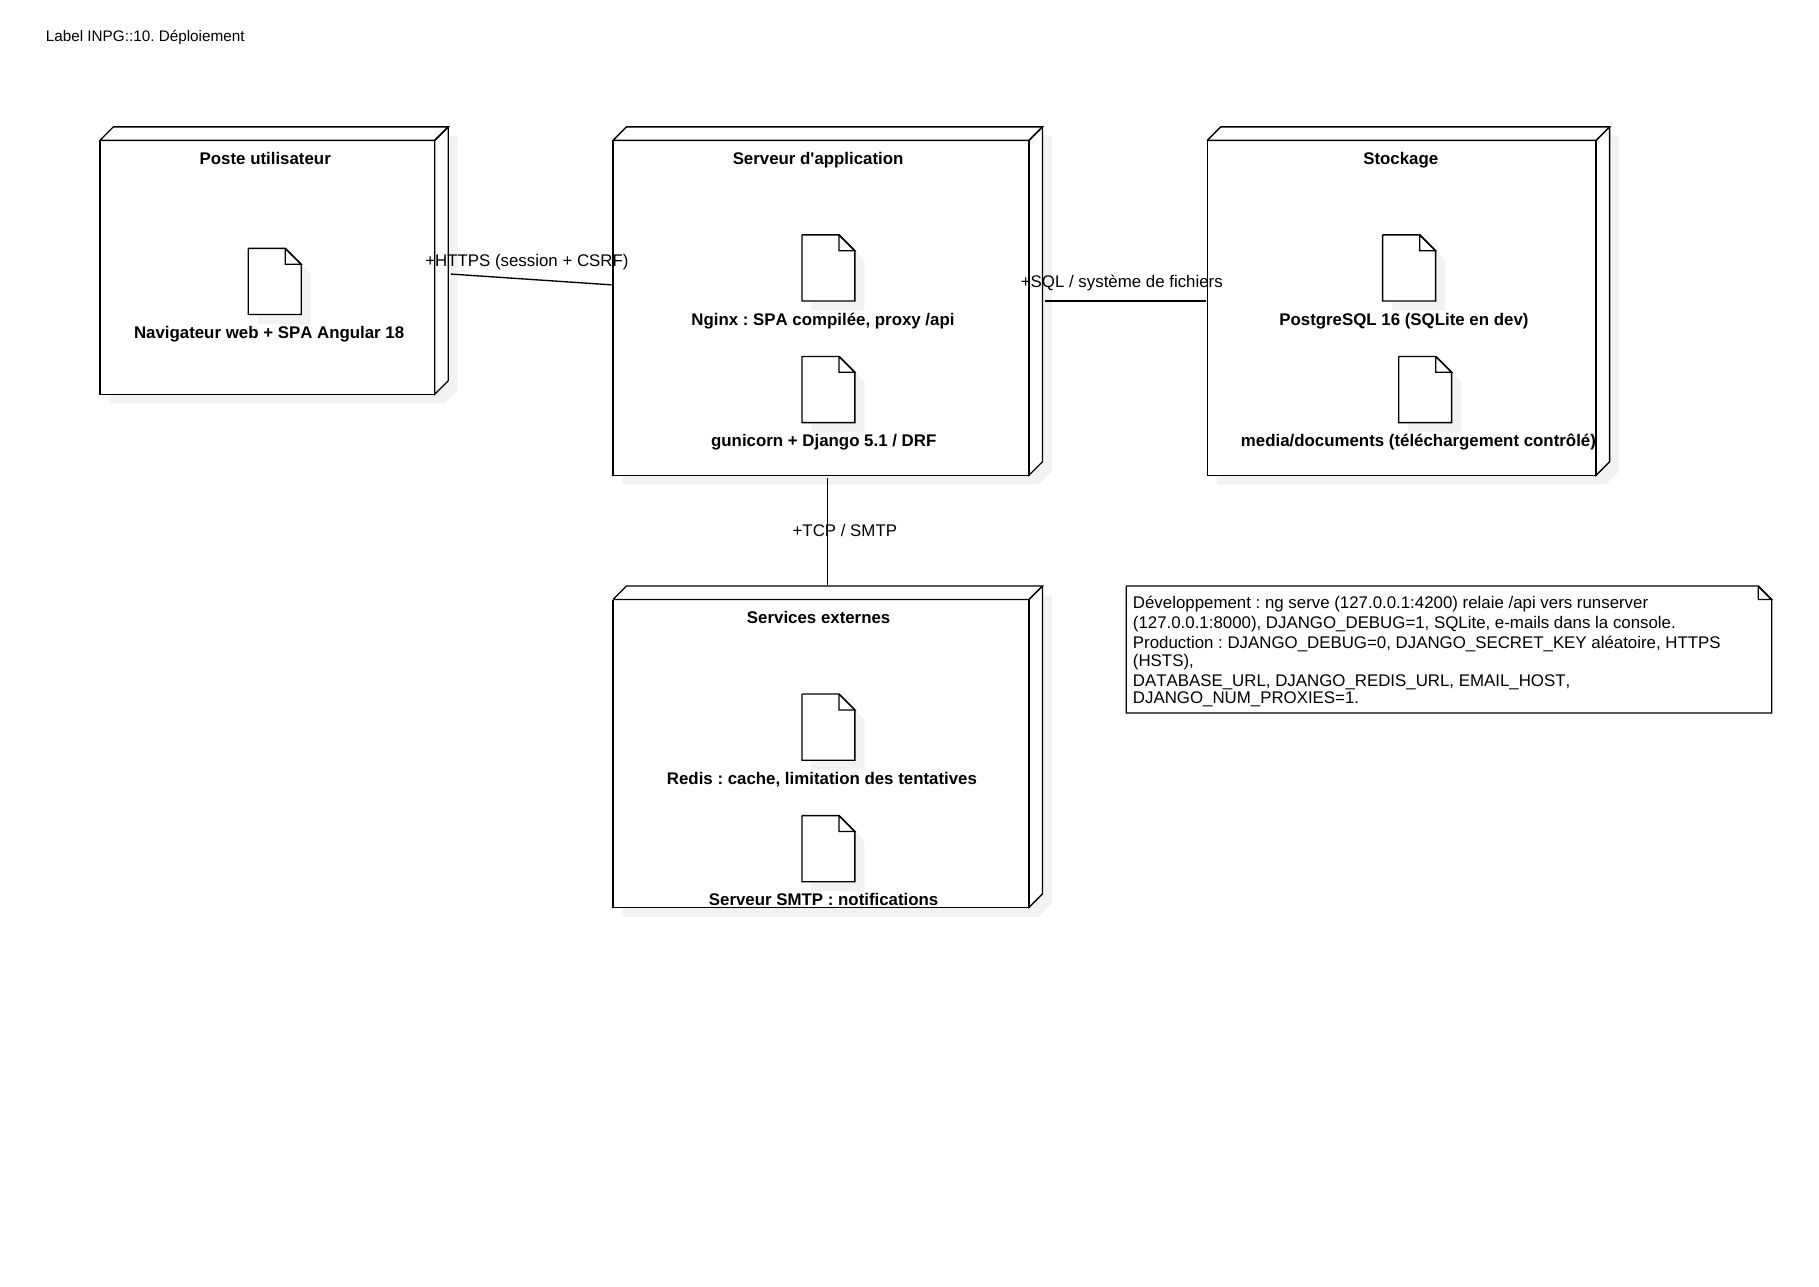 Label INPG::10. Déploiement
Poste utilisateur
Navigateur web + SPA Angular 18
+HTTPS (session + CSRF)
Serveur d'application
Nginx : SPA compilée, proxy /api
gunicorn + Django 5.1 / DRF
+SQL / système de fichiers
Stockage
PostgreSQL 16 (SQLite en dev)
media/documents (téléchargement contrôlé)
+TCP / SMTP
Services externes
Redis : cache, limitation des tentatives
Serveur SMTP : notifications
Développement : ng serve (127.0.0.1:4200) relaie /api vers runserver
(127.0.0.1:8000), DJANGO_DEBUG=1, SQLite, e-mails dans la console.
Production : DJANGO_DEBUG=0, DJANGO_SECRET_KEY aléatoire, HTTPS
(HSTS),
DATABASE_URL, DJANGO_REDIS_URL, EMAIL_HOST,
DJANGO_NUM_PROXIES=1.